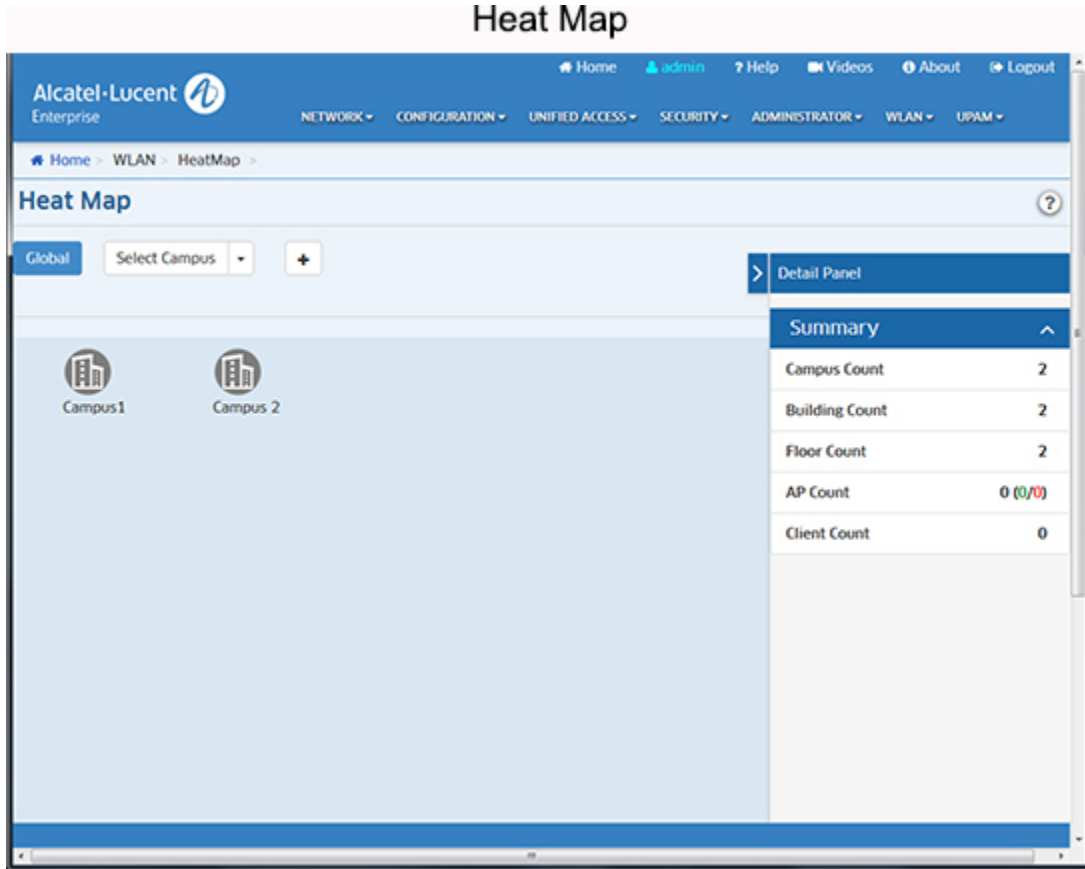 Heat Map
Home admin ? Help Videos About Logout
Alcatel·Lucent
Enterprise
NETWORK CONFIGURATION UNIFIED ACCESS SECURITY ADMINISTRATOR WLAN UPAM
Home > WLAN > HeatMap >
Heat Map ?
Global Select Campus +
> Detail Panel
Summary
Campus Count 2
Building Count 2
Floor Count 2
AP Count 0 (0/0)
Client Count 0
Campus1 Campus 2